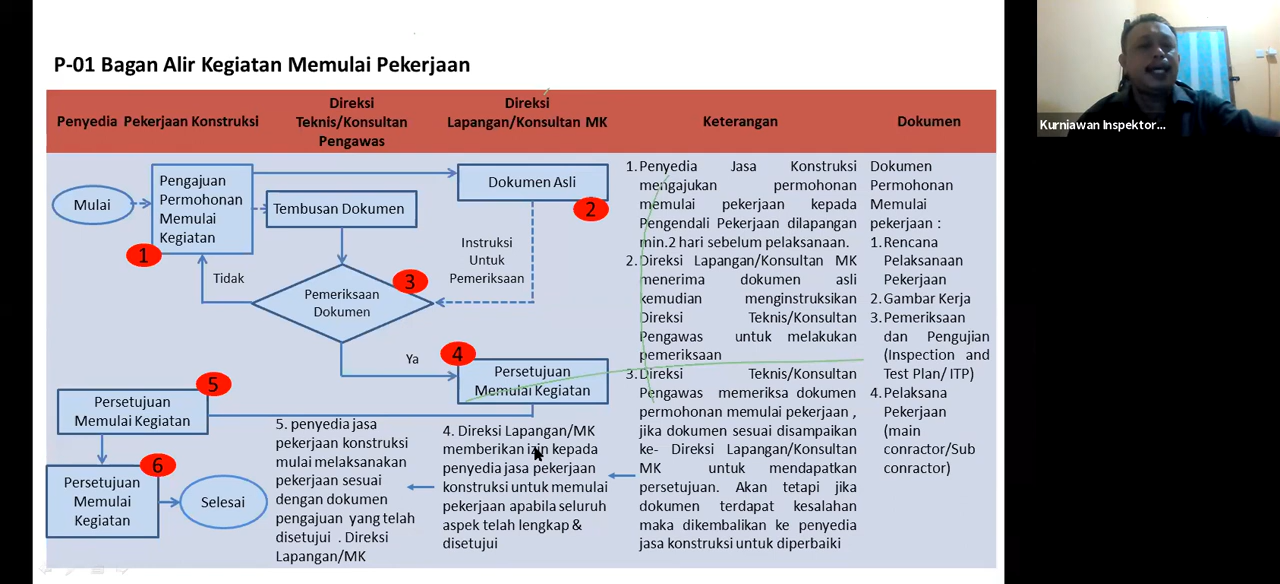 P-01 Bagan Alir Kegiatan Memulai Pekerjaan
Penyedia Pekerjaan Konstruksi
Direksi
Teknis/Konsultan
Pengawas
Direksi
Lapangan/Konsultan MK
Keterangan
Dokumen
Mulai
Pengajuan
Permohonan
Memulai
Kegiatan
1
Tembusan Dokumen
Dokumen Asli
2
Instruksi
Untuk
Pemeriksaan
Tidak
Pemeriksaan
Dokumen
3
Ya
4
Persetujuan
Memulai Kegiatan
5
Persetujuan
Memulai Kegiatan
6
Persetujuan
Memulai
Kegiatan
Selesai
5. penyedia jasa
pekerjaan konstruksi
mulai melaksanakan
pekerjaan sesuai
dengan dokumen
pengajuan yang telah
disetujui . Direksi
Lapangan/MK
4. Direksi Lapangan/MK
memberikan izin kepada
penyedia jasa pekerjaan
konstruksi untuk memulai
pekerjaan apabila seluruh
aspek telah lengkap &
disetujui
1. Penyedia Jasa Konstruksi
mengajukan permohonan
memulai pekerjaan kepada
Pengendali Pekerjaan dilapangan
min.2 hari sebelum pelaksanaan.
2. Direksi Lapangan/Konsultan MK
menerima dokumen asli
kemudian menginstruksikan
Direksi Teknis/Konsultan
Pengawas untuk melakukan
pemeriksaan
3. Direksi Teknis/Konsultan
Pengawas memeriksa dokumen
permohonan memulai pekerjaan ,
jika dokumen sesuai disampaikan
ke- Direksi Lapangan/Konsultan
MK untuk mendapatkan
persetujuan. Akan tetapi jika
dokumen terdapat kesalahan
maka dikembalikan ke penyedia
jasa konstruksi untuk diperbaiki
Dokumen
Permohonan
Memulai
pekerjaan :
1. Rencana
Pelaksanaan
Pekerjaan
2. Gambar Kerja
3. Pemeriksaan
dan Pengujian
(Inspection and
Test Plan/ ITP)
4. Pelaksana
Pekerjaan
(main
conractor/Sub
conractor)
Kurniawan Inspektor...